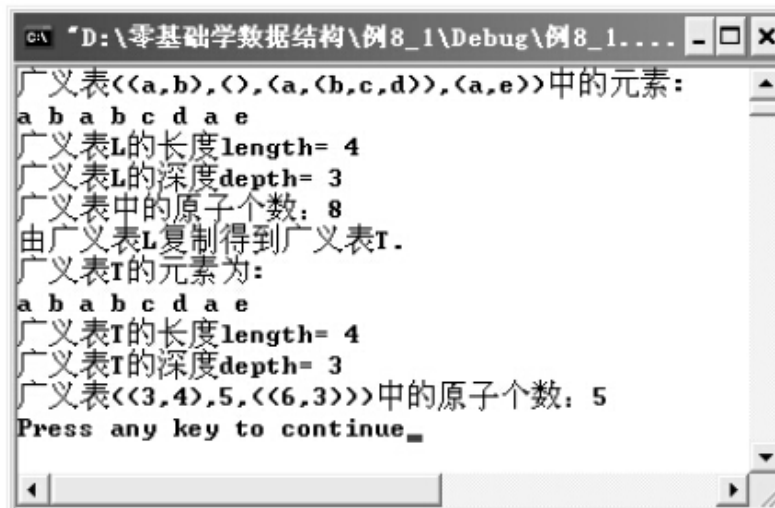 "D:\零基础学数据结构\例8_1\Debug\例8_1....
广义表((a,b),(),(a,(b,c,d)),(a,e))中的元素:
a b a b c d a e
广义表L的长度length= 4
广义表L的深度depth= 3
广义表中的原子个数：8
由广义表L复制得到广义表T.
广义表T的元素为:
a b a b c d a e
广义表T的长度length= 4
广义表T的深度depth= 3
广义表((3,4),5,((6,3)))中的原子个数：5
Press any key to continue_